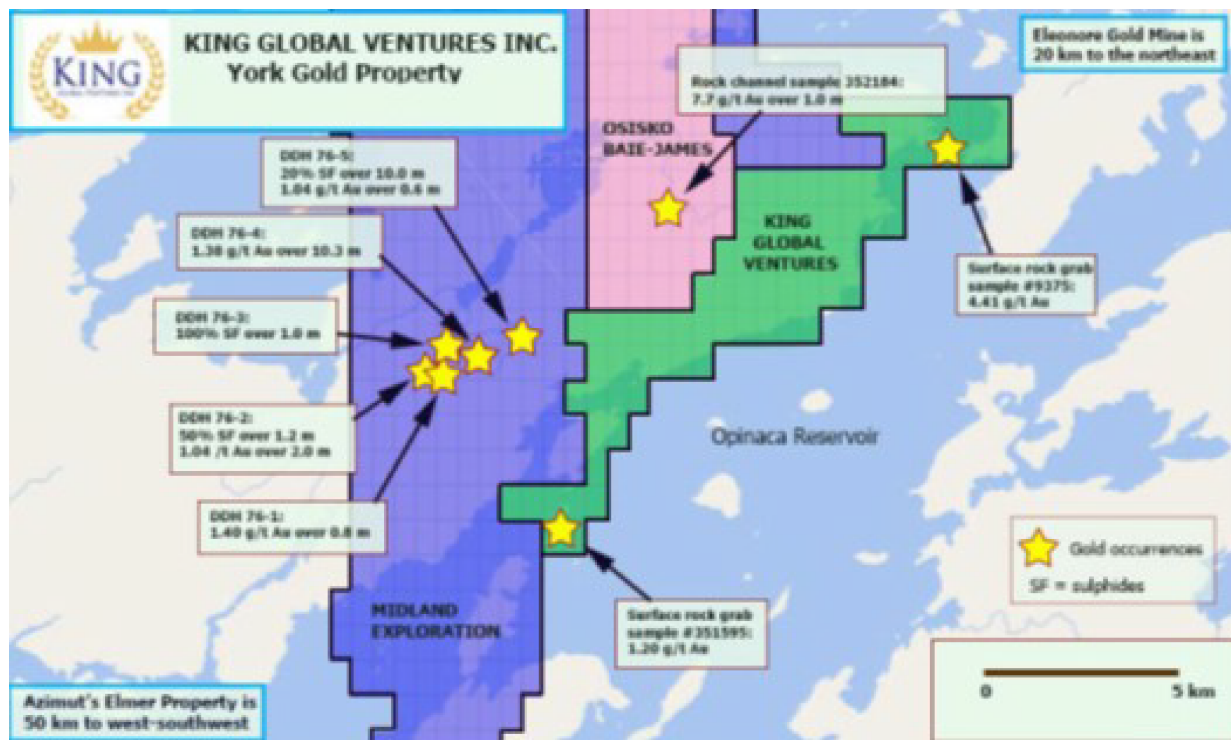 KING
KING GLOBAL VENTURES INC.
York Gold Property
Eleonore Gold Mine is
20 km to the northeast
Rock channel sample 352184:
7.7 g/t Au over 1.0 m
OSISKO
BAIE-JAMES
DDH 76-5:
20% SF over 10.0 m
1.04 g/t Au over 0.6 m
DDH 76-4:
1.38 g/t Au over 10.3 m
KING
GLOBAL
VENTURES
Surface rock grab
sample #9375:
4.41 g/t Au
DDH 76-3:
100% SF over 1.0 m
DDH 76-2:
50% SF over 1.2 m
1.04 /t Au over 2.0 m
Opinaca Reservoir
DDH 76-1:
1.40 g/t Au over 0.8 m
Gold occurrences
SF = sulphides
MIDLAND
EXPLORATION
Surface rock grab
sample #351595:
1.20 g/t Au
0 5 km
Azimut's Elmer Property is
50 km to west-southwest